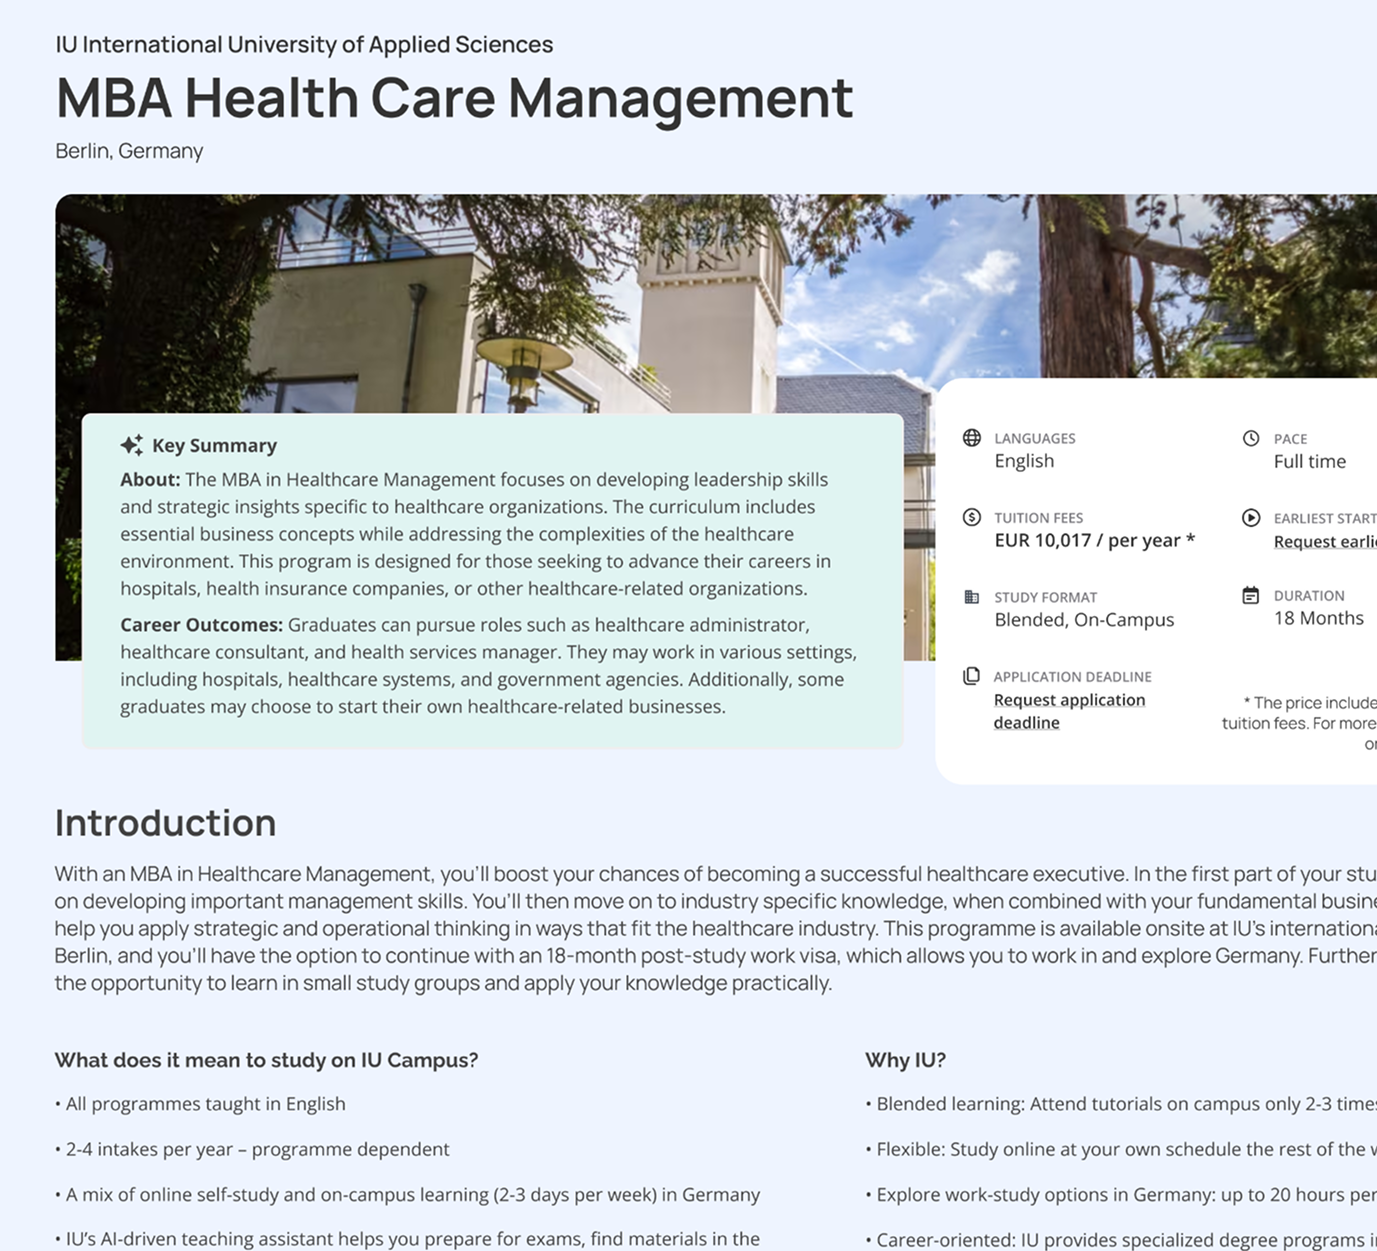 IU International University of Applied Sciences
MBA Health Care Management
Berlin, Germany
Key Summary
About: The MBA in Healthcare Management focuses on developing leadership skills
and strategic insights specific to healthcare organizations. The curriculum includes
essential business concepts while addressing the complexities of the healthcare
environment. This program is designed for those seeking to advance their careers in
hospitals, health insurance companies, or other healthcare-related organizations.
Career Outcomes: Graduates can pursue roles such as healthcare administrator,
healthcare consultant, and health services manager. They may work in various settings,
including hospitals, healthcare systems, and government agencies. Additionally, some
graduates may choose to start their own healthcare-related businesses.
LANGUAGES
English
PACE
Full time
TUITION FEES
EUR 10,017 / per year *
EARLIEST START
Request earli
STUDY FORMAT
Blended, On-Campus
DURATION
18 Months
APPLICATION DEADLINE
Request application
deadline
* The price include
tuition fees. For more
or
Introduction
With an MBA in Healthcare Management, you'll boost your chances of becoming a successful healthcare executive. In the first part of your stu
on developing important management skills. You'll then move on to industry specific knowledge, when combined with your fundamental busine
help you apply strategic and operational thinking in ways that fit the healthcare industry. This programme is available onsite at IU's internationa
Berlin, and you'll have the option to continue with an 18-month post-study work visa, which allows you to work in and explore Germany. Further
the opportunity to learn in small study groups and apply your knowledge practically.
What does it mean to study on IU Campus?
• All programmes taught in English
• 2-4 intakes per year – programme dependent
• A mix of online self-study and on-campus learning (2-3 days per week) in Germany
• IU's AI-driven teaching assistant helps you prepare for exams, find materials in the
Why IU?
• Blended learning: Attend tutorials on campus only 2-3 times
• Flexible: Study online at your own schedule the rest of the w
• Explore work-study options in Germany: up to 20 hours per
• Career-oriented: IU provides specialized degree programs i